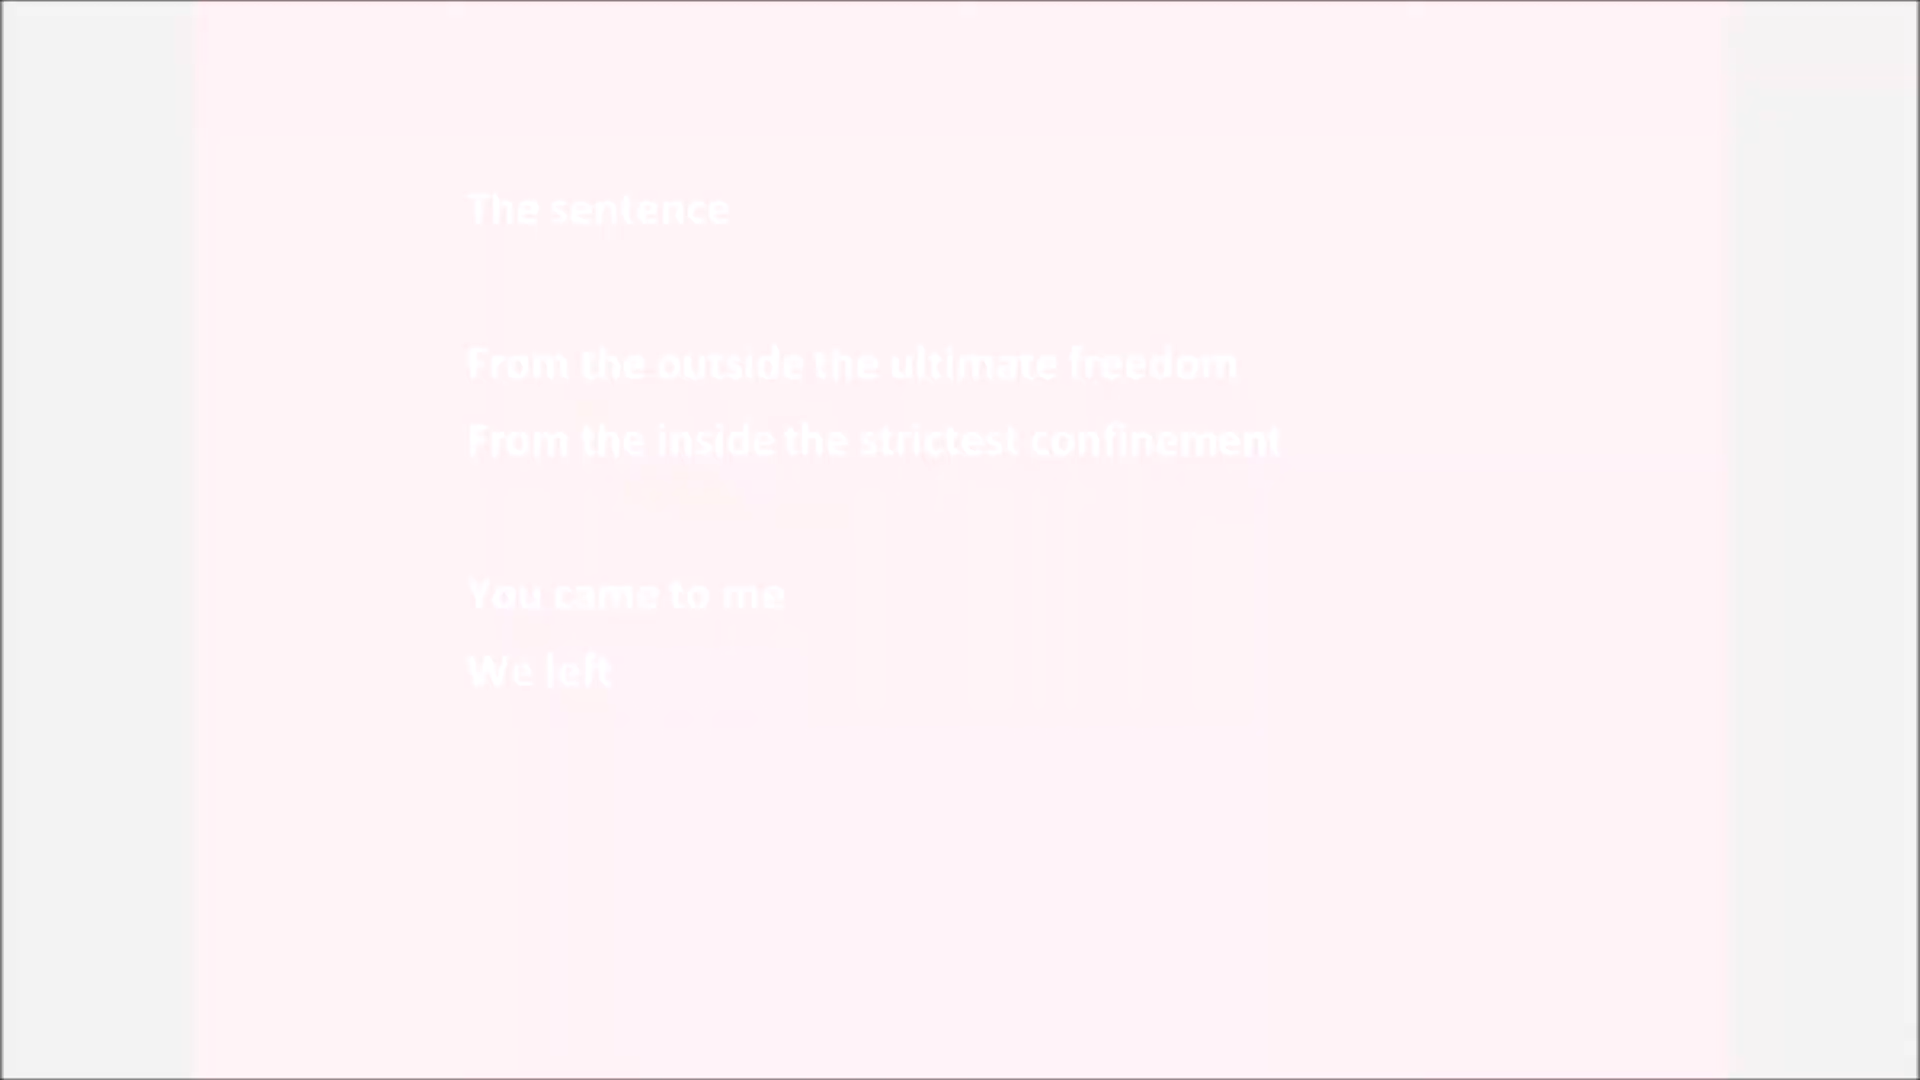 The sentence
From the outside the ultimate freedom
From the inside the strictest confinement
You came to me
We left